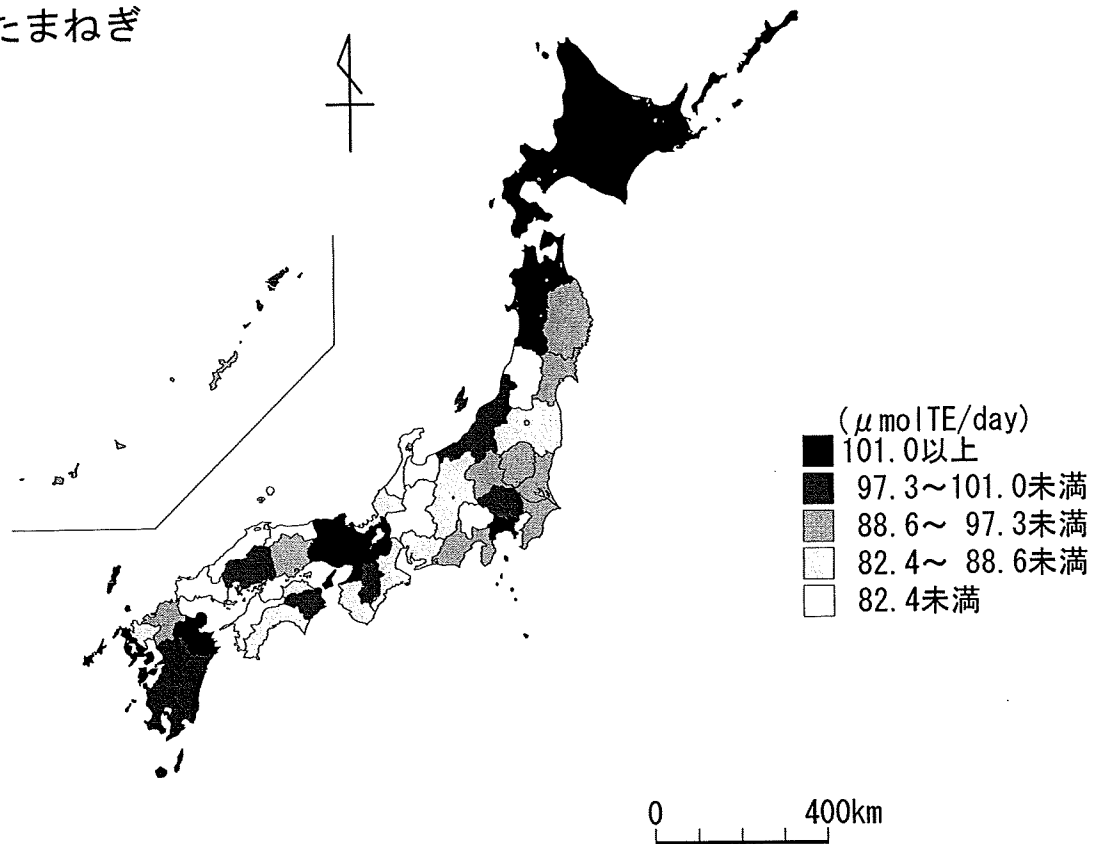 たまねぎ
(μmolTE/day)
101.0以上
97.3～101.0未満
88.6～ 97.3未満
82.4～ 88.6未満
82.4未満
0 400km